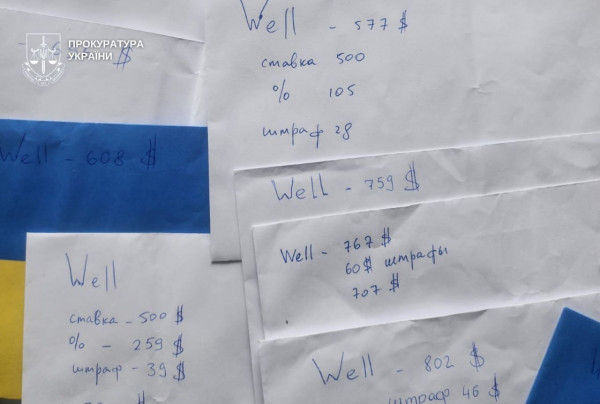 ПРОКУРАТУРА
УКРАЇНИ
$
Well - 577 $
ставка 500
% 105
штраф 28
Well - 608 $
Well - 759 $
Well - 767 $
60$ штрафы
707 $
Well
ставка - 500 $
% - 259 $
штраф - 39 $
$
Well - 802 $
штраф 46 $